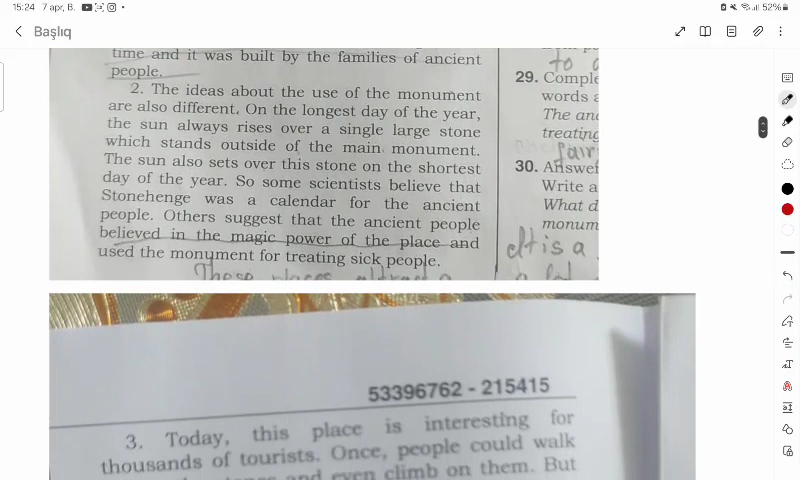 15:24 7 apr, B. 52%
Başlıq
time and it was built by the families of ancient
people.
2. The ideas about the use of the monument
are also different. On the longest day of the year,
the sun always rises over a single large stone
which stands outside of the main monument.
The sun also sets over this stone on the shortest
day of the year. So some scientists believe that
Stonehenge was a calendar for the ancient
people. Others suggest that the ancient people
believed in the magic power of the place and
used the monument for treating sick people.
These places attract a
to
29. Comple
words a
The anc
treating
fair
30. Answer
Write a
What d
monum
It is a
53396762 - 215415
3. Today, this place is interesting for
thousands of tourists. Once, people could walk
and even climb on them. But